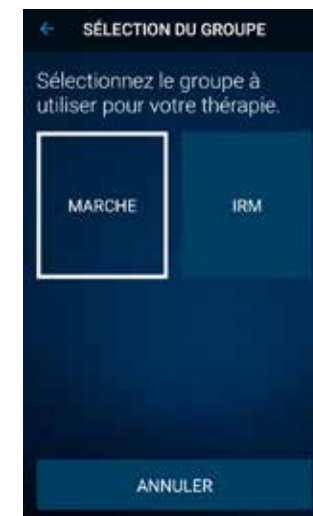 SÉLECTION DU GROUPE
Sélectionnez le groupe à
utiliser pour votre thérapie.
MARCHE
IRM
ANNULER